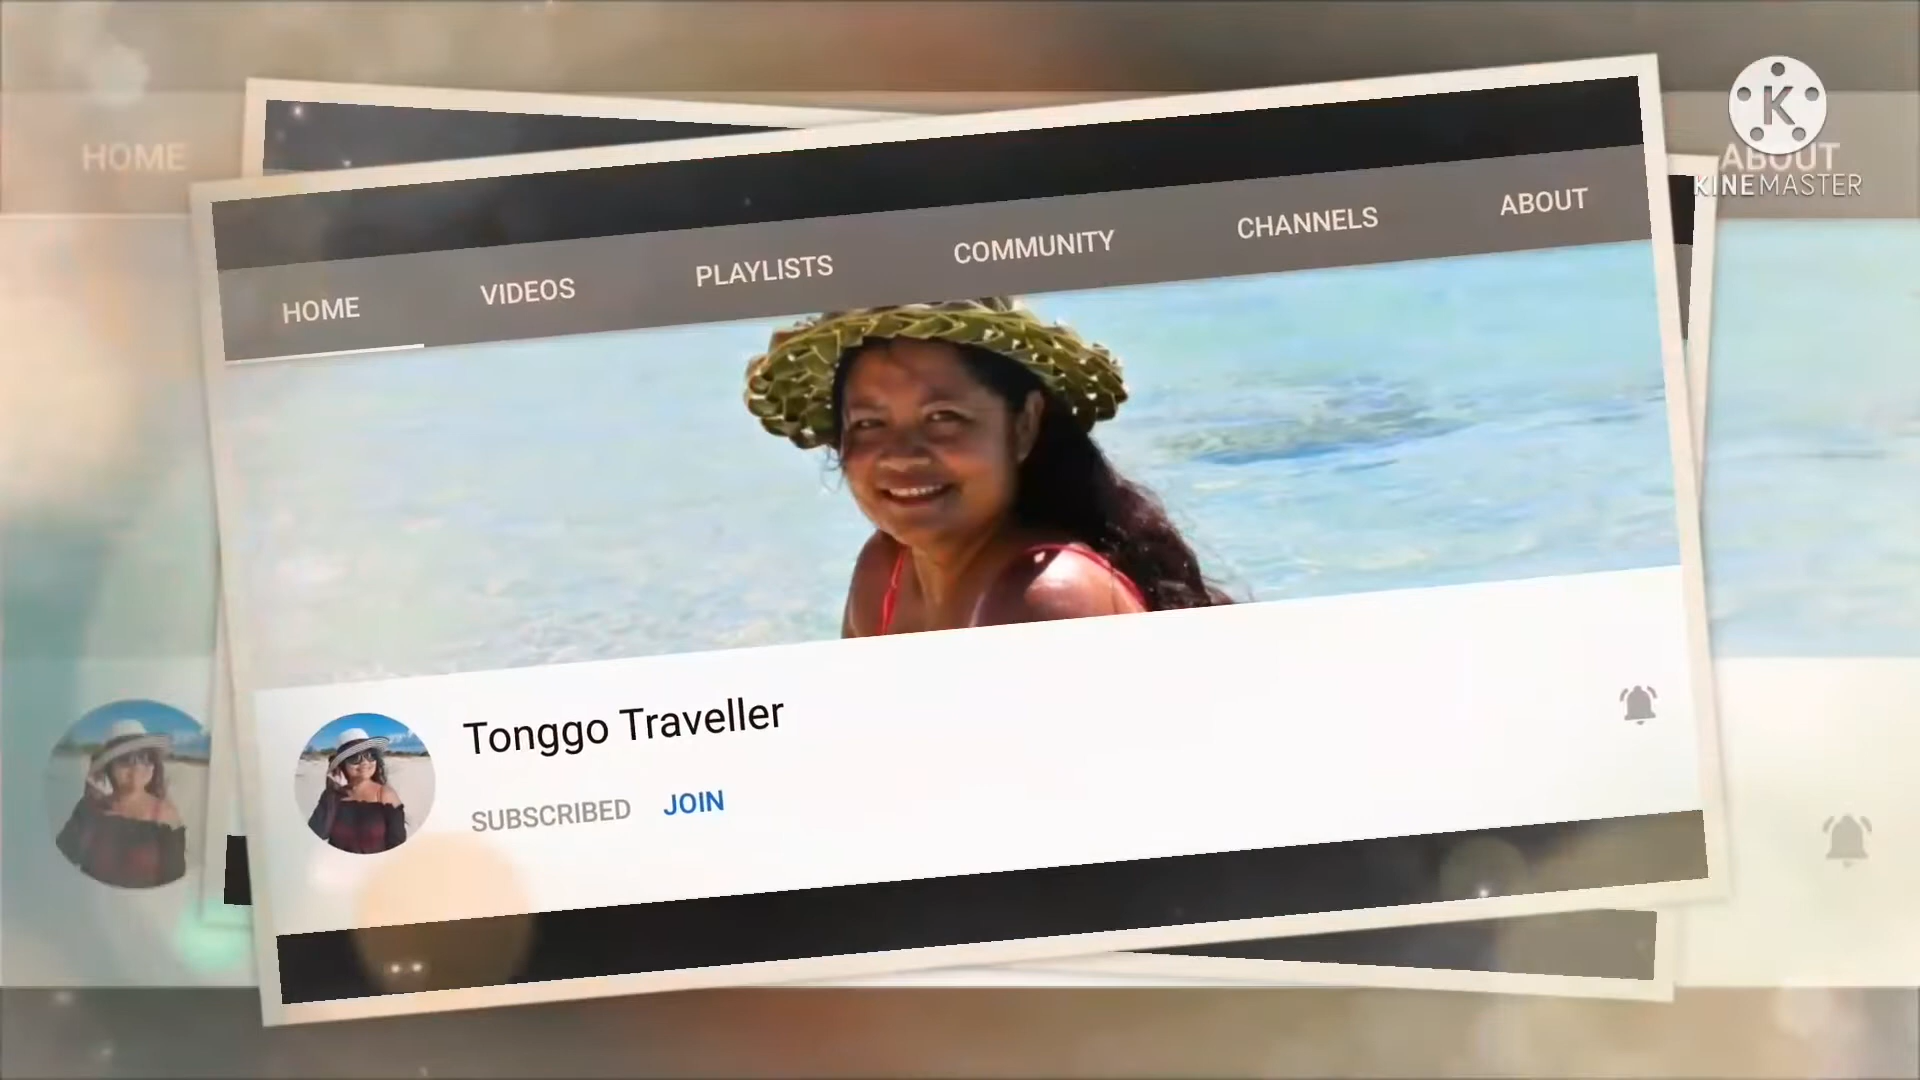 HOME
ABOUT
KINEMASTER
HOME VIDEOS PLAYLISTS COMMUNITY CHANNELS ABOUT
Tonggo Traveller
SUBSCRIBED JOIN